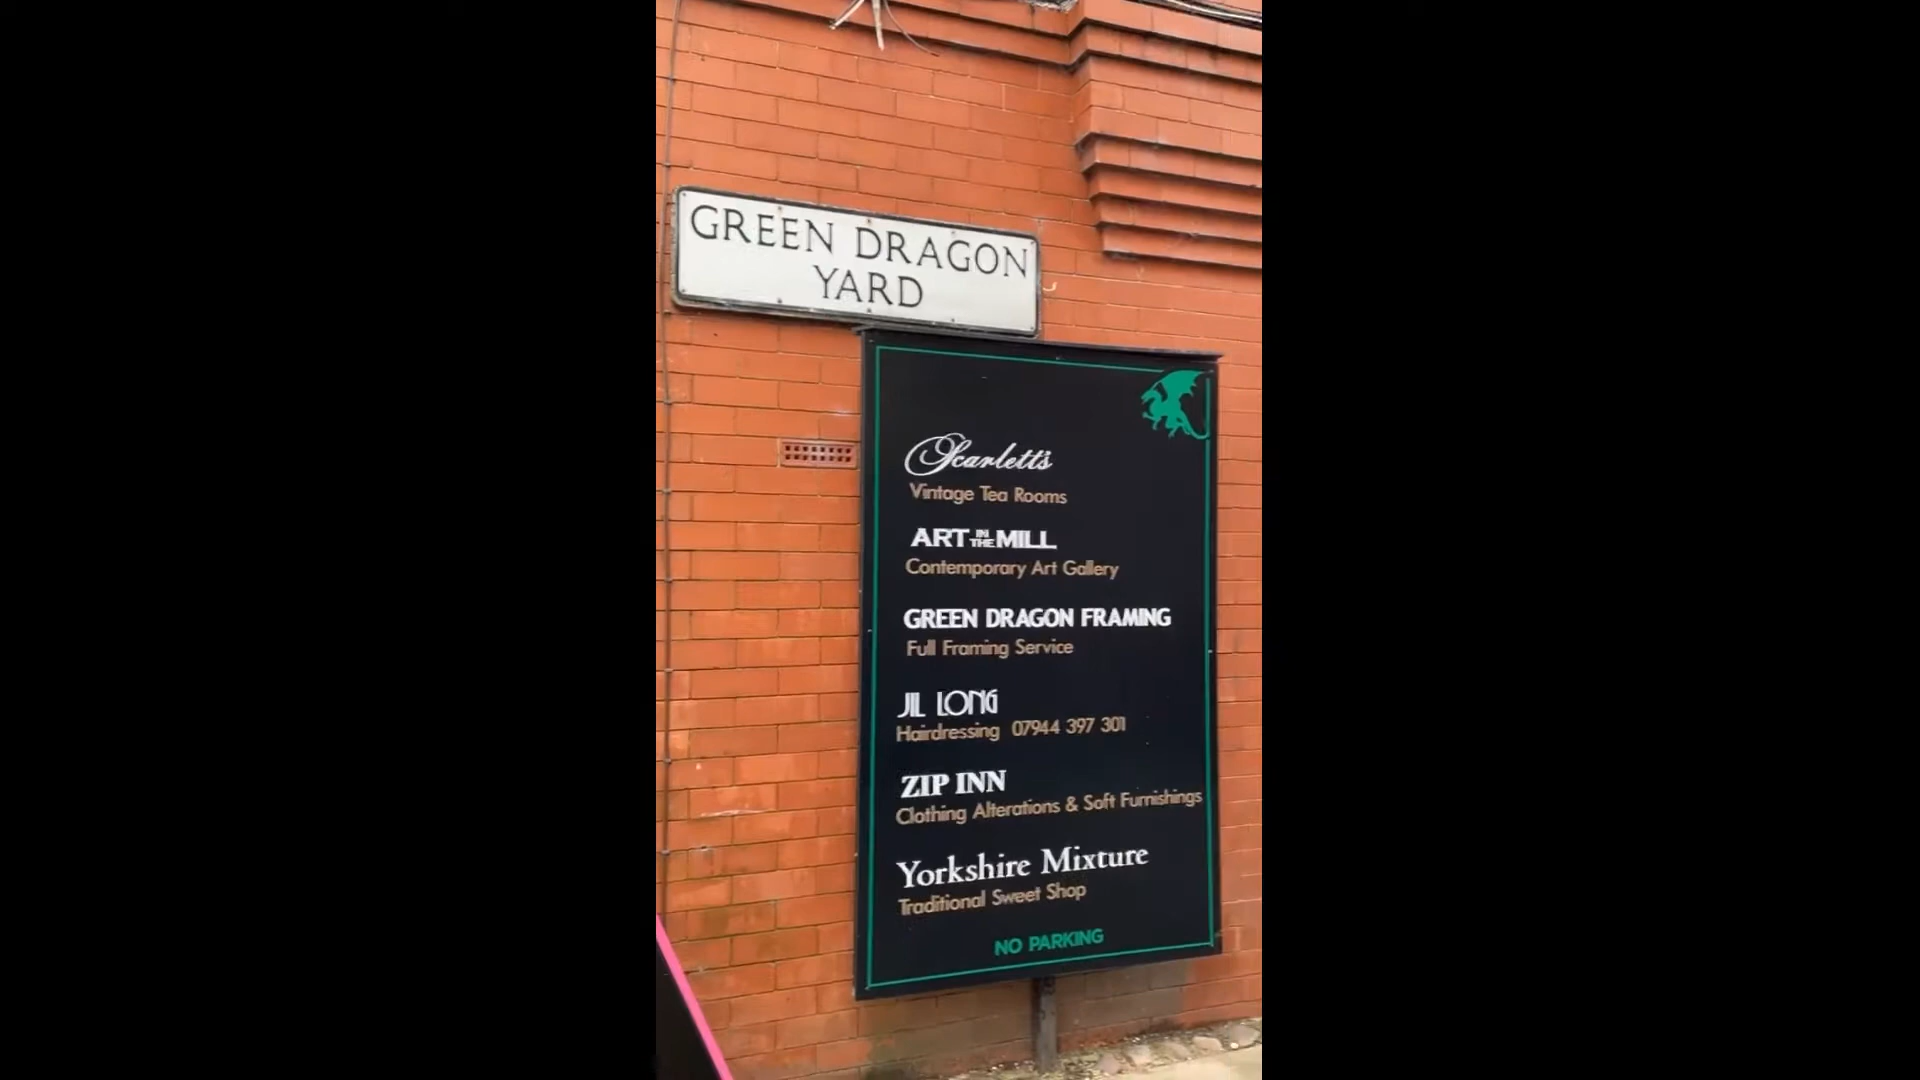 GREEN DRAGON
YARD
Scarletts
Vintage Tea Rooms
ART IN THE MILL
Contemporary Art Gallery
GREEN DRAGON FRAMING
Full Framing Service
JIL LONG
Hairdressing 07944 397 301
ZIP INN
Clothing Alterations & Soft Furnishings
Yorkshire Mixture
Traditional Sweet Shop
NO PARKING